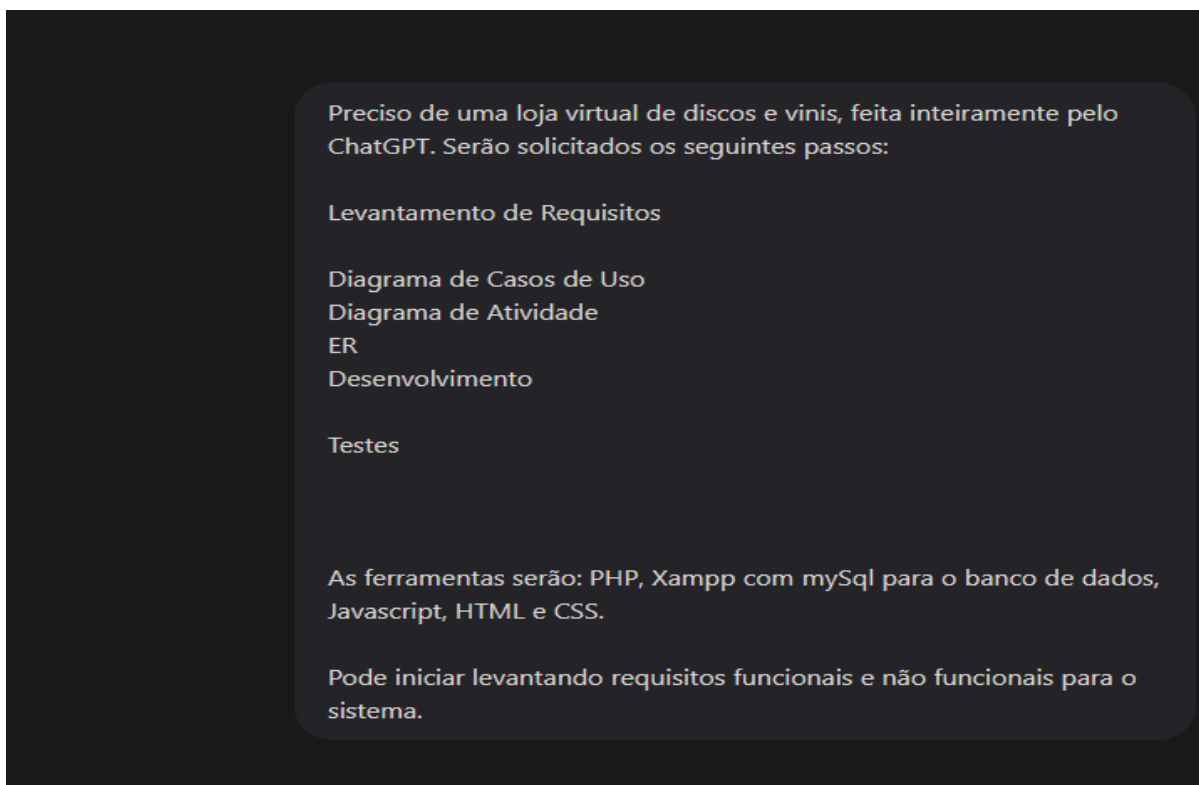 Preciso de uma loja virtual de discos e vinis, feita inteiramente pelo
ChatGPT. Serão solicitados os seguintes passos:
Levantamento de Requisitos
Diagrama de Casos de Uso
Diagrama de Atividade
ER
Desenvolvimento
Testes
As ferramentas serão: PHP, Xampp com mySql para o banco de dados,
Javascript, HTML e CSS.
Pode iniciar levantando requisitos funcionais e não funcionais para o
sistema.